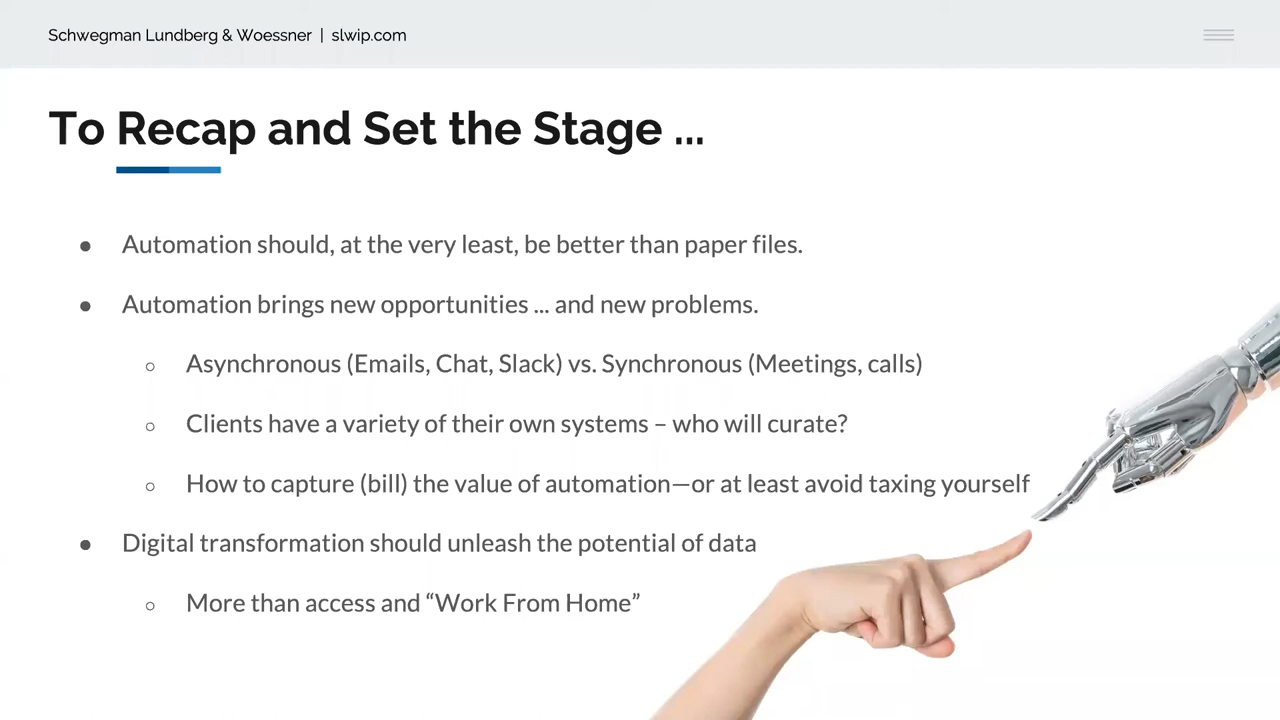 Schwegman Lundberg & Woessner | slwip.com
To Recap and Set the Stage ...
● Automation should, at the very least, be better than paper files.
● Automation brings new opportunities ... and new problems.
○ Asynchronous (Emails, Chat, Slack) vs. Synchronous (Meetings, calls)
○ Clients have a variety of their own systems – who will curate?
○ How to capture (bill) the value of automation—or at least avoid taxing yourself
● Digital transformation should unleash the potential of data
○ More than access and “Work From Home”